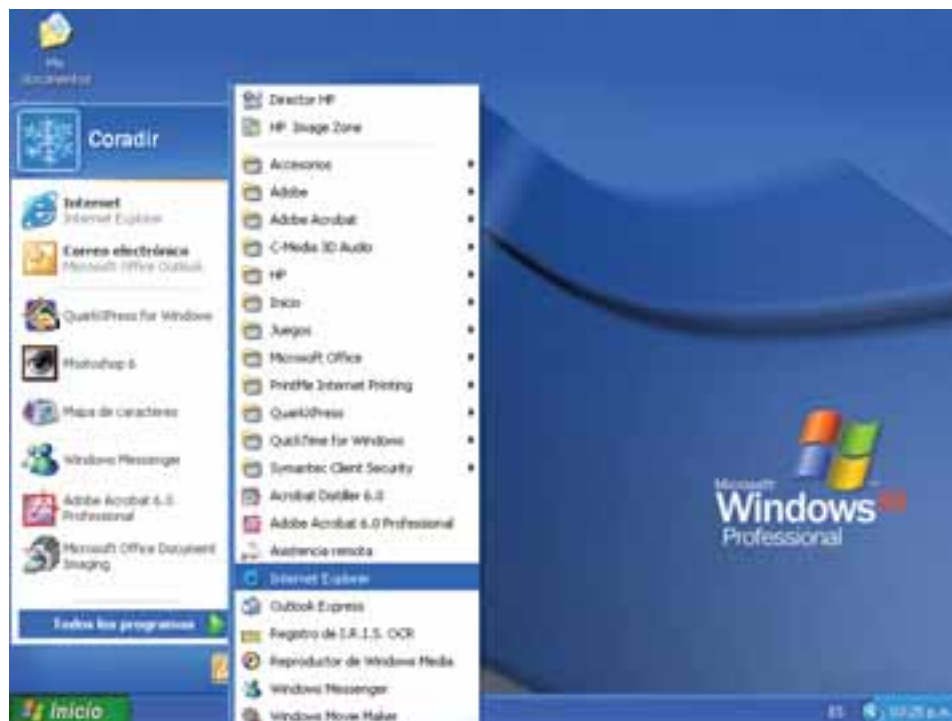 Mis
documentos
Coradir
Internet
Internet Explorer
Correo electrónico
Microsoft Office Outlook
QuarkXPress for Windows
Photoshop 6
Mapa de caracteres
Windows Messenger
Adobe Acrobat 6.0
Professional
Microsoft Office Document
Imaging
Todos los programas
Inicio
Director HP
HP Image Zone
Accesorios
Adobe
Adobe Acrobat
C-Media 3D Audio
HP
Inicio
Juegos
Microsoft Office
PrintMe Internet Printing
QuarkXPress
QuickTime for Windows
Symantec Client Security
Acrobat Distiller 6.0
Adobe Acrobat 6.0 Professional
Asistencia remota
Internet Explorer
Outlook Express
Registro de I.R.I.S. OCR
Reproductor de Windows Media
Windows Messenger
Windows Movie Maker
Microsoft
Windows xp
Professional
ES